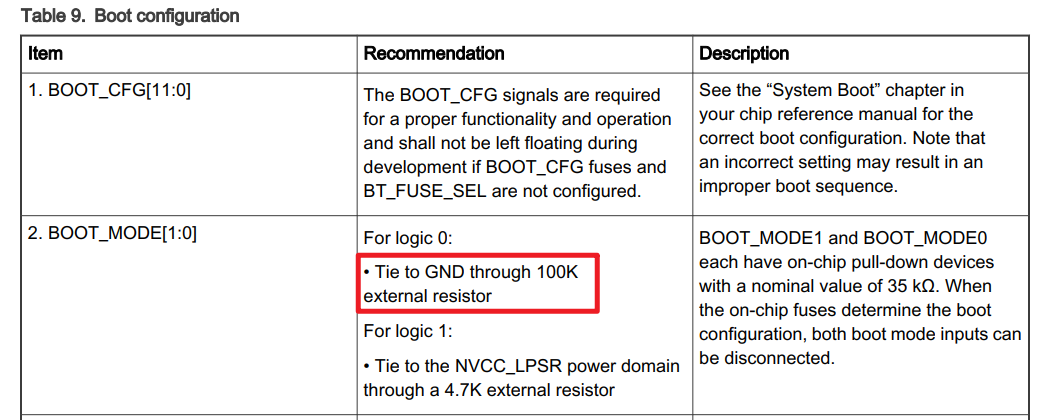 Table 9. Boot configuration
Item
Recommendation
Description
1. BOOT_CFG[11:0]
The BOOT_CFG signals are required
for a proper functionality and operation
and shall not be left floating during
development if BOOT_CFG fuses and
BT_FUSE_SEL are not configured.
See the “System Boot” chapter in
your chip reference manual for the
correct boot configuration. Note that
an incorrect setting may result in an
improper boot sequence.
2. BOOT_MODE[1:0]
For logic 0:
• Tie to GND through 100K
external resistor
For logic 1:
• Tie to the NVCC_LPSR power domain
through a 4.7K external resistor
BOOT_MODE1 and BOOT_MODE0
each have on-chip pull-down devices
with a nominal value of 35 kΩ. When
the on-chip fuses determine the boot
configuration, both boot mode inputs can
be disconnected.